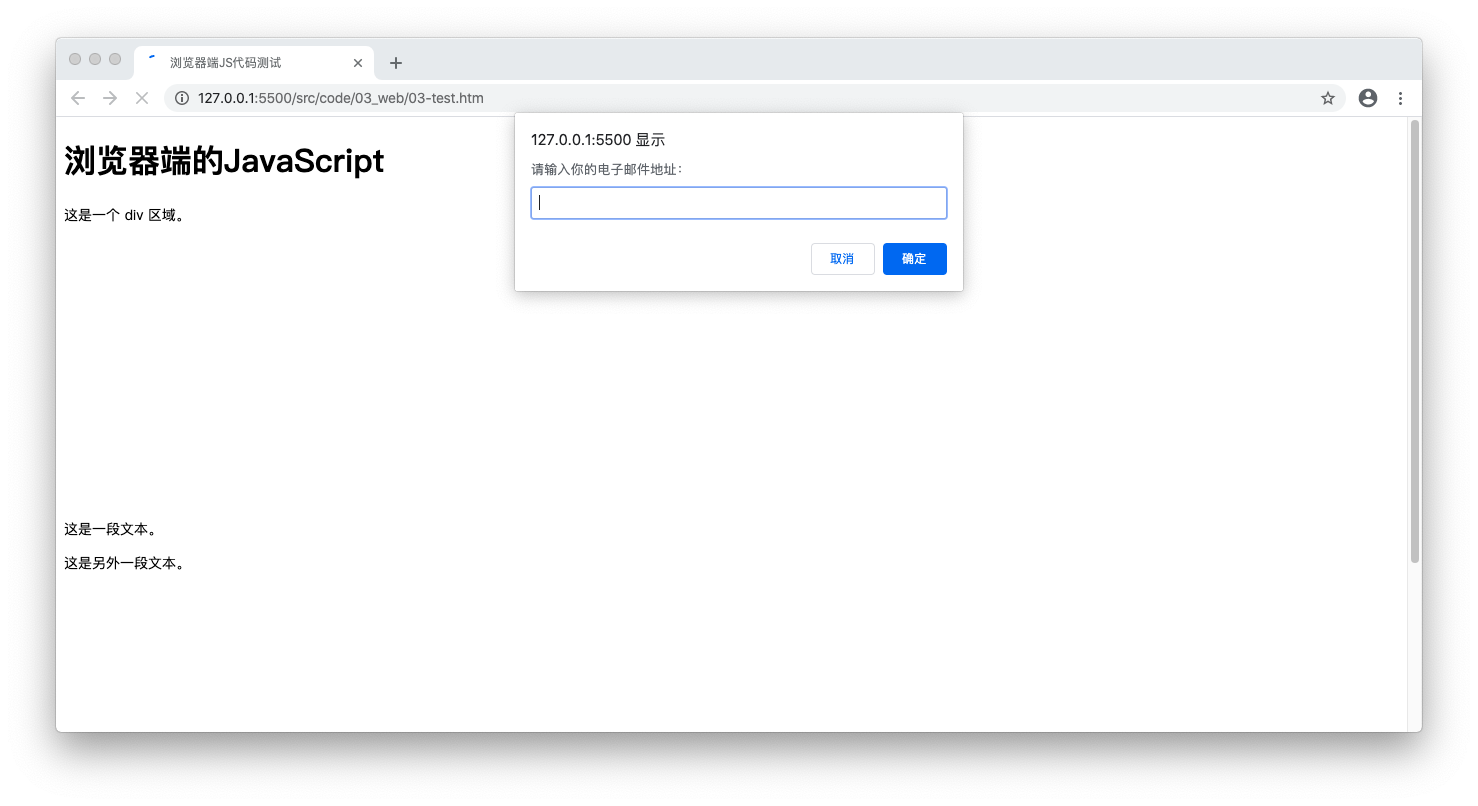 浏览器端JS代码测试
127.0.0.1:5500/src/code/03_web/03-test.htm
127.0.0.1:5500 显示
请输入你的电子邮件地址：
取消 确定
浏览器端的JavaScript
这是一个 div 区域。
这是一段文本。
这是另外一段文本。